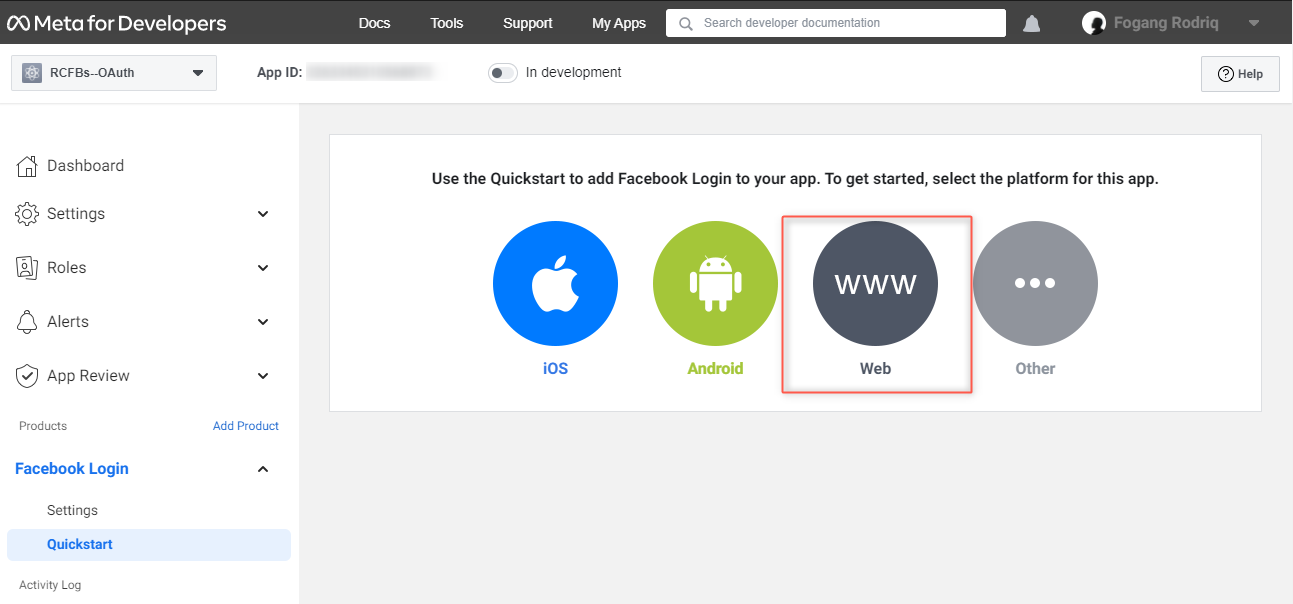 Meta for Developers
Docs Tools Support My Apps Search developer documentation Fogang Rodriq
RCFBs--OAuth App ID: In development Help
Dashboard
Settings
Roles
Alerts
App Review
Products Add Product
Facebook Login
Settings
Quickstart
Activity Log
Use the Quickstart to add Facebook Login to your app. To get started, select the platform for this app.
WWW
iOS Android Web Other